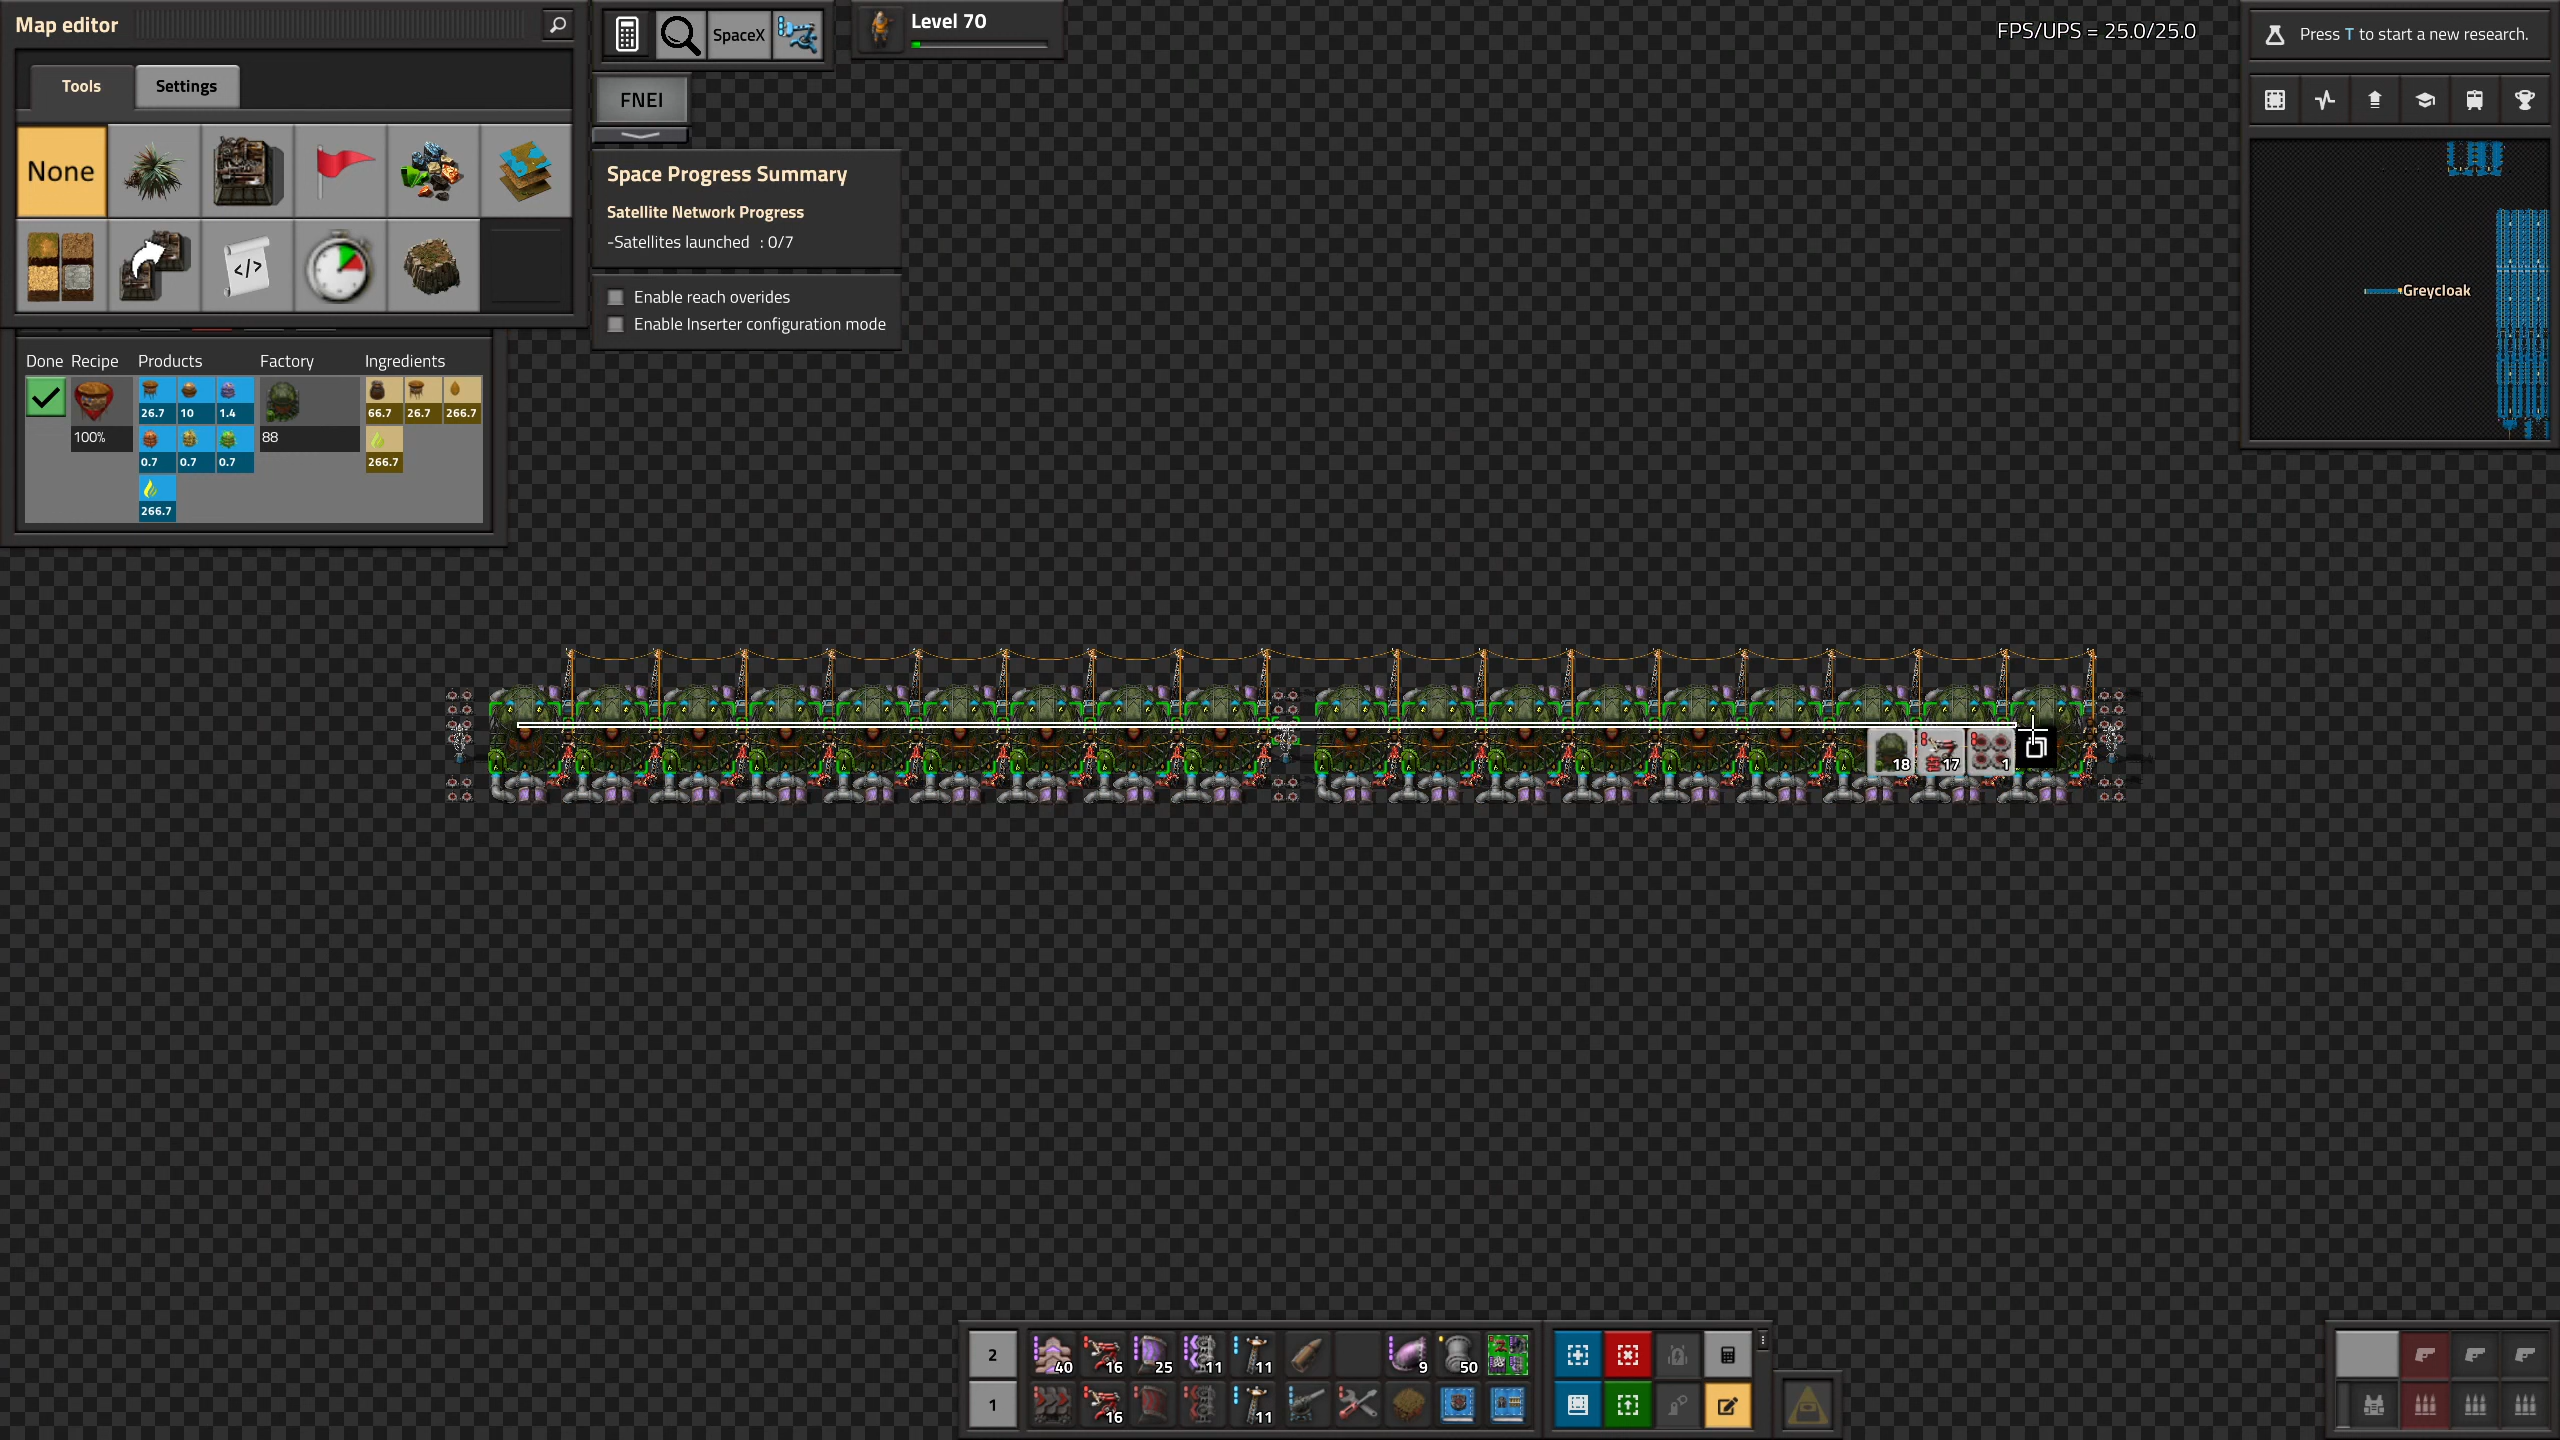 Map editor
Tools Settings
None
</>
SpaceX
Level 70
FNEI
Space Progress Summary
Satellite Network Progress
-Satellites launched : 0/7
Enable reach overides
Enable Inserter configuration mode
Done Recipe Products Factory Ingredients
26.7 10 1.4 66.7 26.7 266.7
100% 88
0.7 0.7 0.7 266.7
266.7
FPS/UPS = 25.0/25.0
Press T to start a new research.
Greycloak
18 17 1
2 40 16 25 11 11 9 50
1 16 11